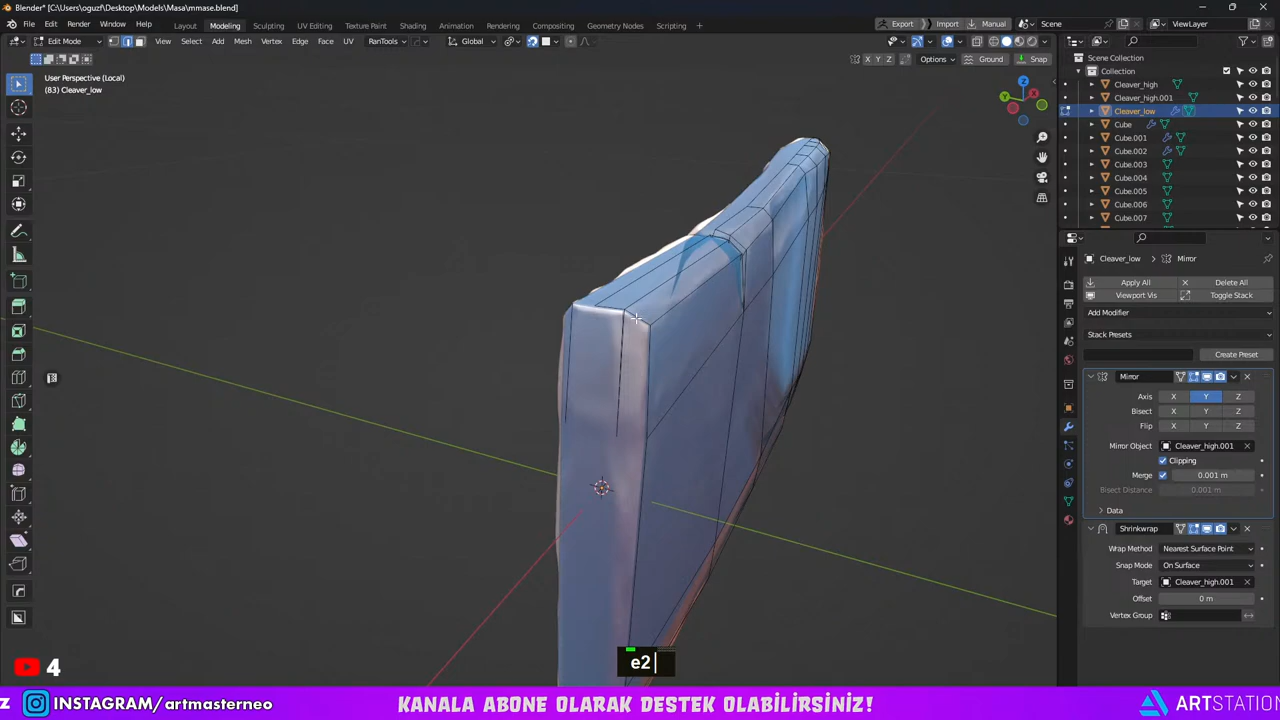 Blender* [C:\Users\oguzf\Desktop\Models\Masa\mmase.blend]
File Edit Render Window Help Layout Modeling Sculpting UV Editing Texture Paint Shading Animation Rendering Compositing Geometry Nodes Scripting Export Import Manual Scene ViewLayer
Edit Mode View Select Add Mesh Vertex Edge Face UV RanTools Global
X Y Z Options Ground Snap
User Perspective (Local)
(83) Cleaver_low
Scene Collection
Collection
Cleaver_high
Cleaver_high.001
Cleaver_low
Cube
Cube.001
Cube.002
Cube.003
Cube.004
Cube.005
Cube.006
Cube.007
Cleaver_low Mirror
Apply All Delete All
Viewport Vis Toggle Stack
Add Modifier
Stack Presets
Create Preset
Mirror
Axis X Y Z
Bisect X Y Z
Flip X Y Z
Mirror Object Cleaver_high.001
Clipping
Merge 0.001 m
Bisect Distance 0.001 m
Data
Shrinkwrap
Wrap Method Nearest Surface Point
Snap Mode On Surface
Target Cleaver_high.001
Offset 0 m
Vertex Group
Z Y X
4
e2
Z INSTAGRAM/artmasterneo KANALA ABONE OLARAK DESTEK OLABİLİRSİNİZ! ARTSTATION